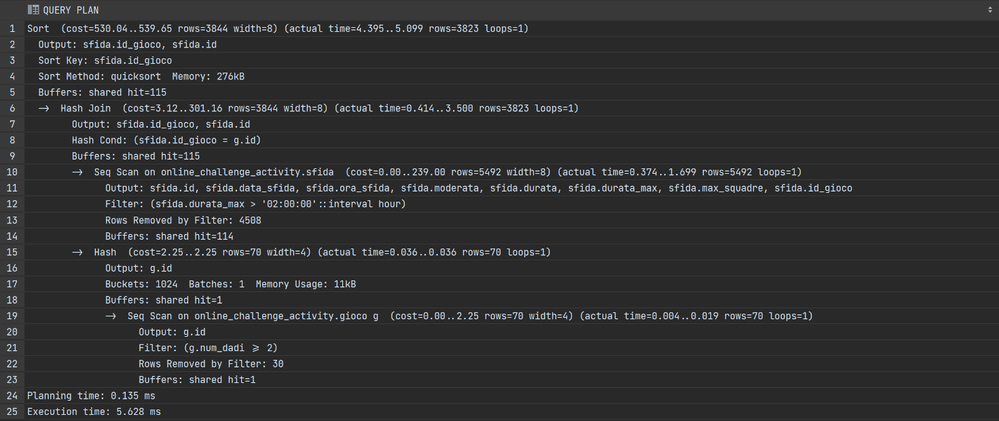 QUERY PLAN
1 Sort  (cost=530.04..539.65 rows=3844 width=8) (actual time=4.395..5.099 rows=3823 loops=1)
2   Output: sfida.id_gioco, sfida.id
3   Sort Key: sfida.id_gioco
4   Sort Method: quicksort  Memory: 276kB
5   Buffers: shared hit=115
6   ->  Hash Join  (cost=3.12..301.16 rows=3844 width=8) (actual time=0.414..3.500 rows=3823 loops=1)
7         Output: sfida.id_gioco, sfida.id
8         Hash Cond: (sfida.id_gioco = g.id)
9         Buffers: shared hit=115
10         ->  Seq Scan on online_challenge_activity.sfida  (cost=0.00..239.00 rows=5492 width=8) (actual time=0.374..1.699 rows=5492 loops=1)
11               Output: sfida.id, sfida.data_sfida, sfida.ora_sfida, sfida.moderata, sfida.durata, sfida.durata_max, sfida.max_squadre, sfida.id_gioco
12               Filter: (sfida.durata_max > '02:00:00'::interval hour)
13               Rows Removed by Filter: 4508
14               Buffers: shared hit=114
15         ->  Hash  (cost=2.25..2.25 rows=70 width=4) (actual time=0.036..0.036 rows=70 loops=1)
16               Output: g.id
17               Buckets: 1024  Batches: 1  Memory Usage: 11kB
18               Buffers: shared hit=1
19               ->  Seq Scan on online_challenge_activity.gioco g  (cost=0.00..2.25 rows=70 width=4) (actual time=0.004..0.019 rows=70 loops=1)
20                     Output: g.id
21                     Filter: (g.num_dadi >= 2)
22                     Rows Removed by Filter: 30
23                     Buffers: shared hit=1
24 Planning time: 0.135 ms
25 Execution time: 5.628 ms